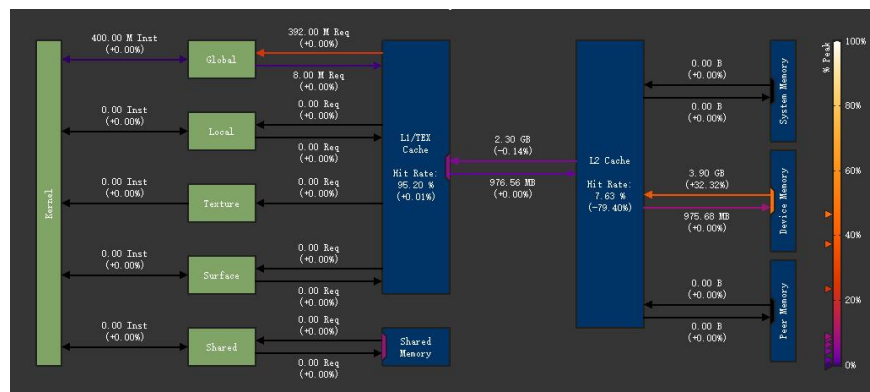 Kernel
400.00 M Inst
(+0.00%)
Global
392.00 M Req
(+0.00%)
8.00 M Req
(+0.00%)
0.00 Inst
(+0.00%)
Local
0.00 Req
(+0.00%)
0.00 Req
(+0.00%)
0.00 Inst
(+0.00%)
Texture
0.00 Req
(+0.00%)
0.00 Inst
(+0.00%)
Surface
0.00 Req
(+0.00%)
0.00 Req
(+0.00%)
0.00 Inst
(+0.00%)
Shared
0.00 Req
(+0.00%)
0.00 Req
(+0.00%)
L1/TEX
Cache
Hit Rate:
95.20 %
(+0.01%)
Shared
Memory
2.30 GB
(-0.14%)
976.56 MB
(+0.00%)
L2 Cache
Hit Rate:
7.63 %
(-79.40%)
0.00 B
(+0.00%)
0.00 B
(+0.00%)
System Memory
3.90 GB
(+32.32%)
975.68 MB
(+0.00%)
Device Memory
0.00 B
(+0.00%)
0.00 B
(+0.00%)
Peer Memory
% Peak
100%
80%
60%
40%
20%
0%